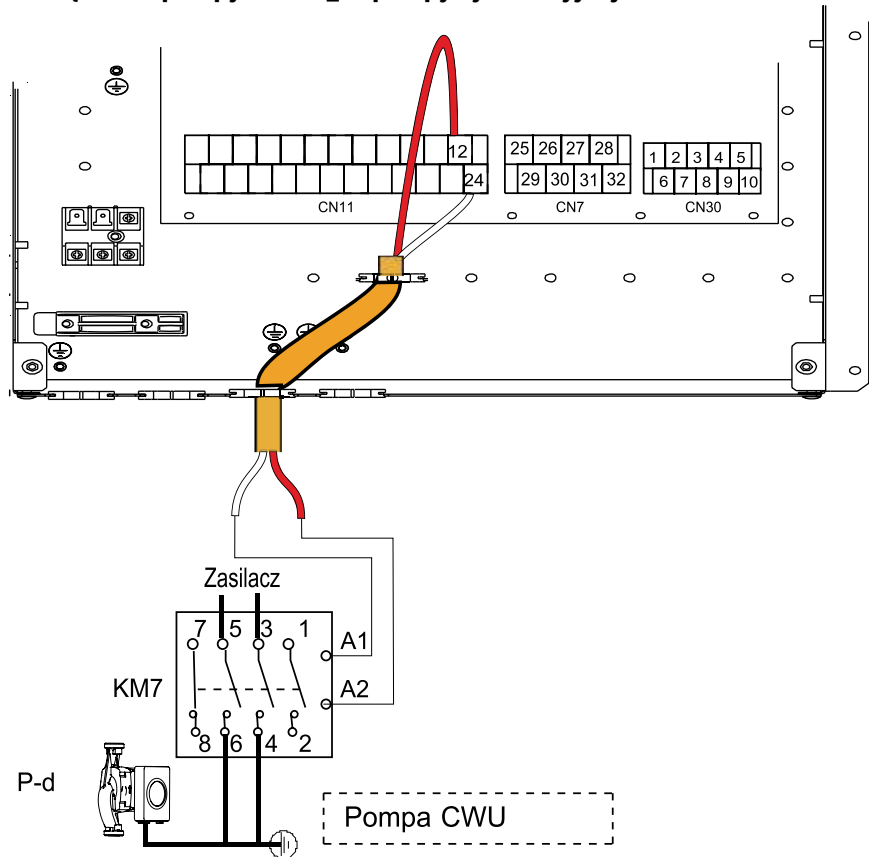 12
24
CN11
25 26 27 28
29 30 31 32
CN7
1 2 3 4 5
6 7 8 9 10
CN30
Zasilacz
7 5 3 1
A1
KM7
A2
8 6 4 2
P-d
Pompa CWU